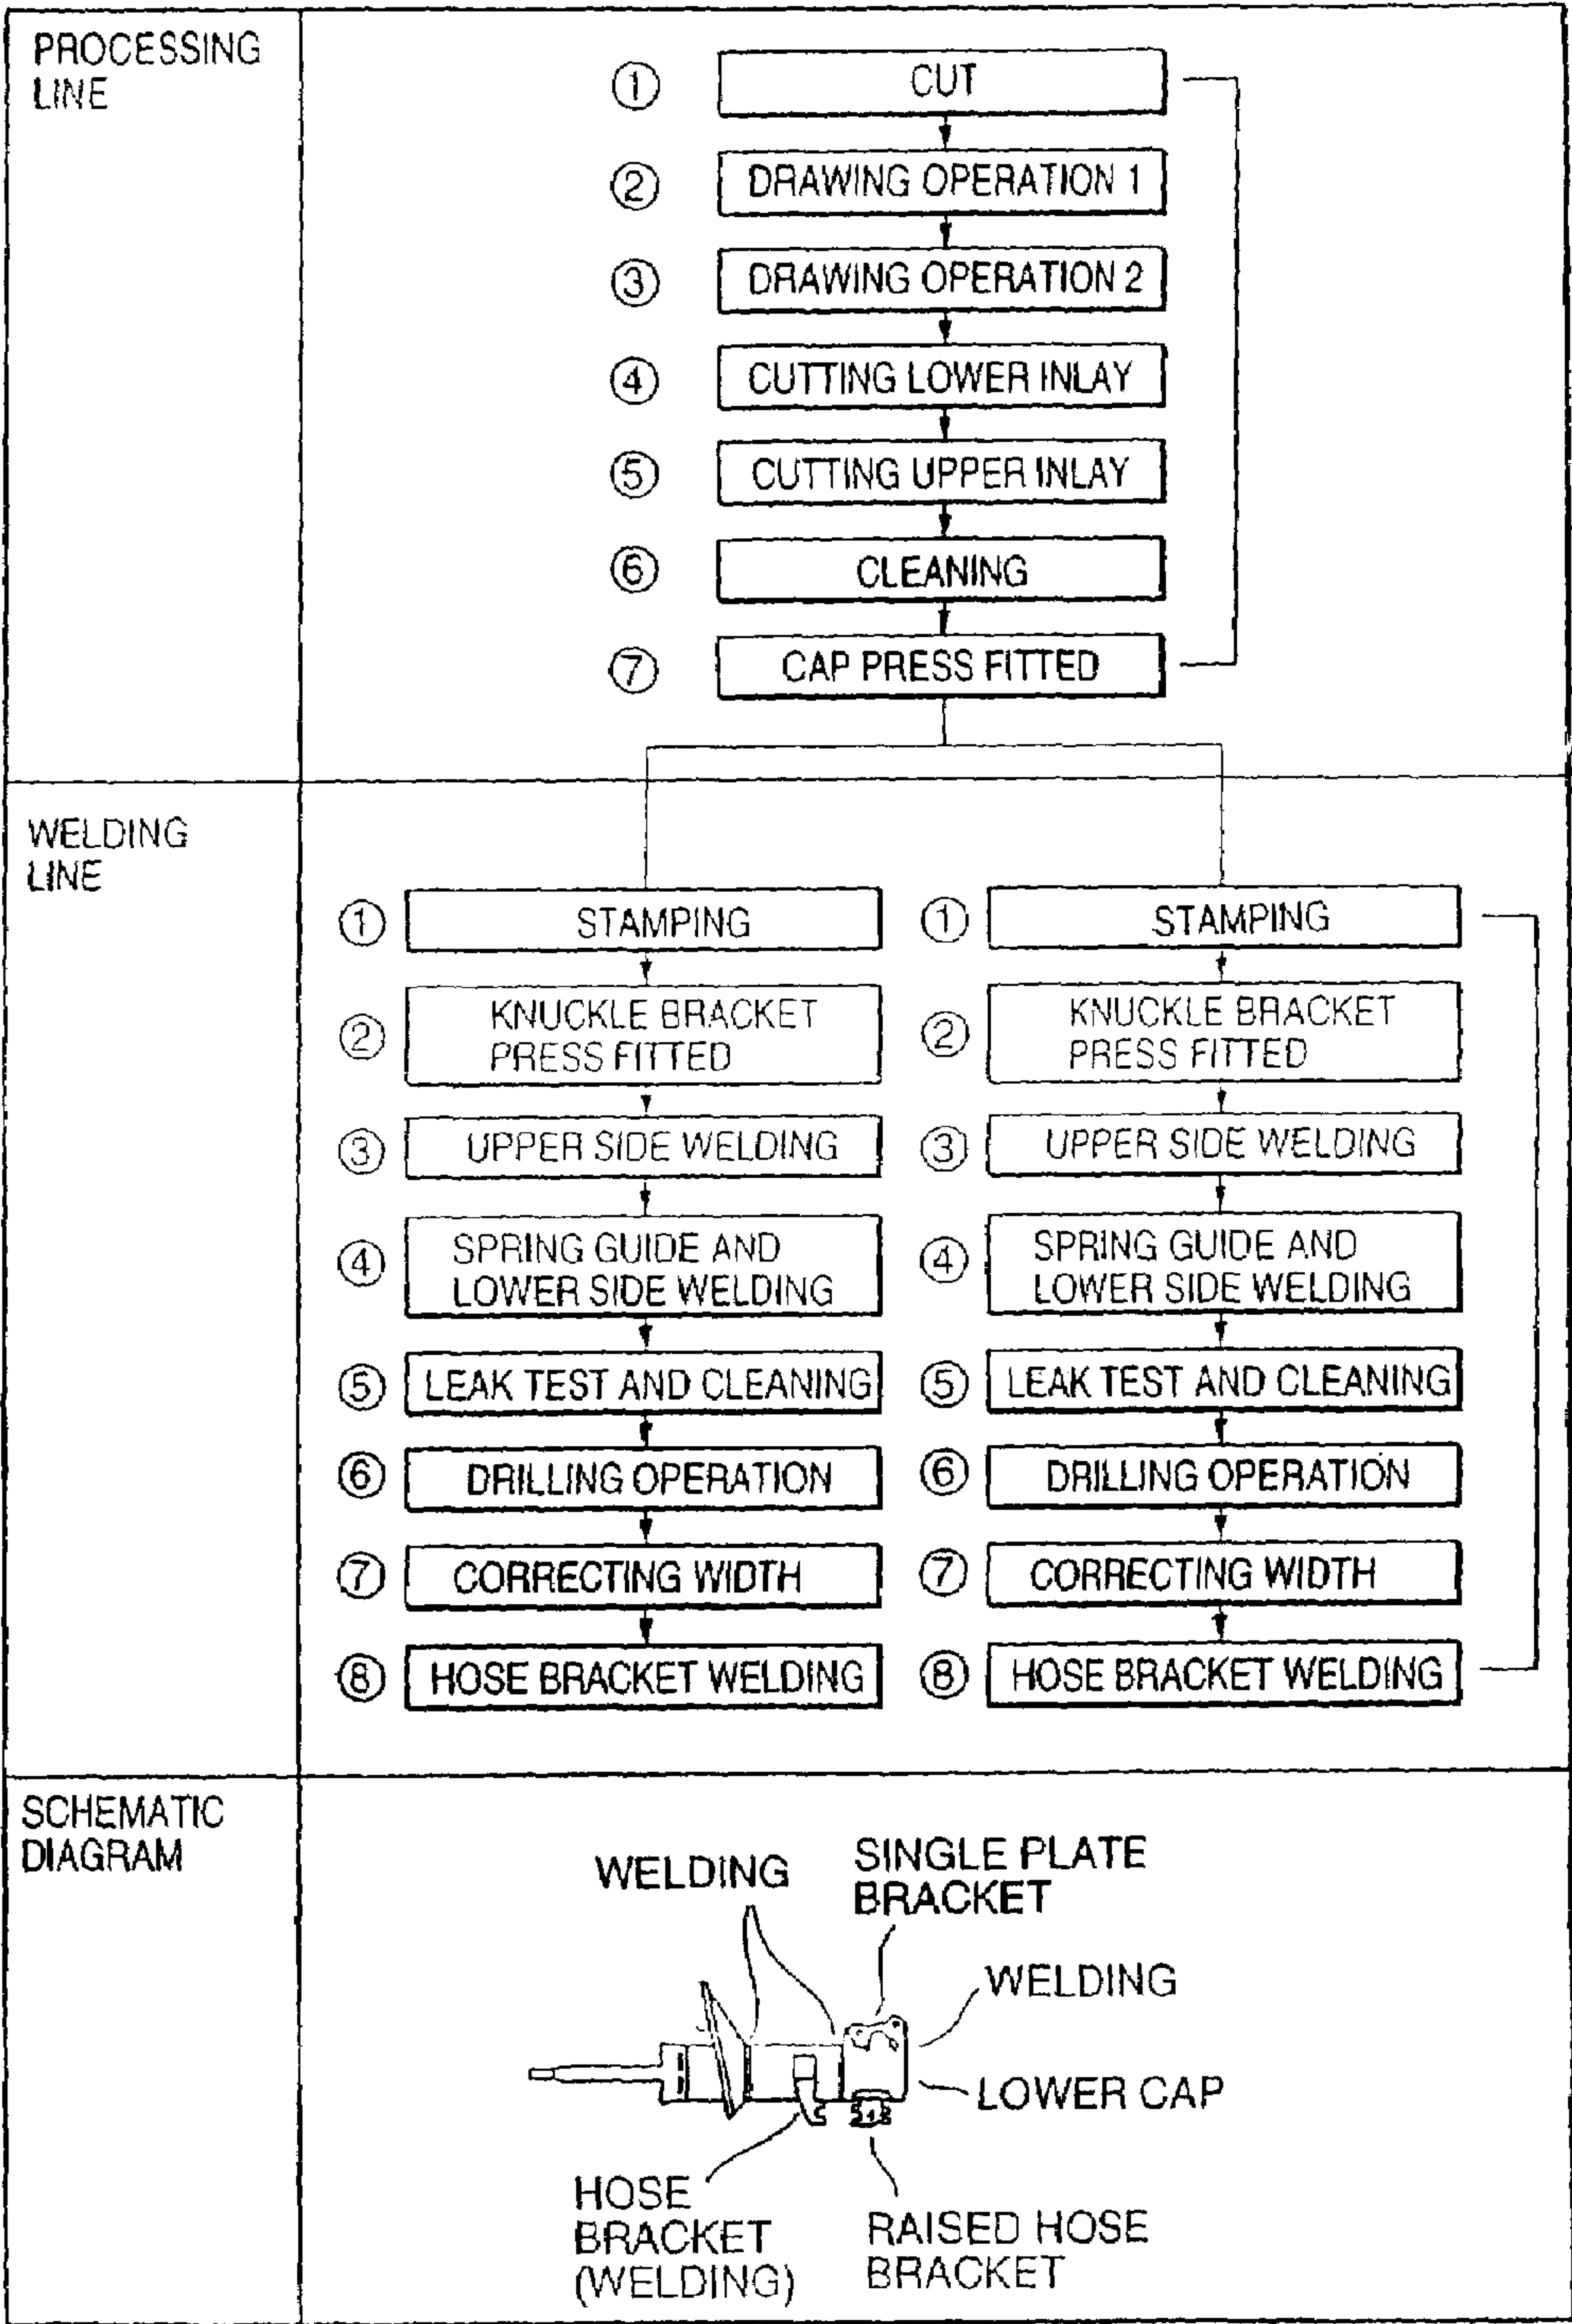 PROCESSING
LINE
① CUT
② DRAWING OPERATION 1
③ DRAWING OPERATION 2
④ CUTTING LOWER INLAY
⑤ CUTTING UPPER INLAY
⑥ CLEANING
⑦ CAP PRESS FITTED
WELDING
LINE
① STAMPING
② KNUCKLE BRACKET
PRESS FITTED
③ UPPER SIDE WELDING
④ SPRING GUIDE AND
LOWER SIDE WELDING
⑤ LEAK TEST AND CLEANING
⑥ DRILLING OPERATION
⑦ CORRECTING WIDTH
⑧ HOSE BRACKET WELDING
① STAMPING
② KNUCKLE BRACKET
PRESS FITTED
③ UPPER SIDE WELDING
④ SPRING GUIDE AND
LOWER SIDE WELDING
⑤ LEAK TEST AND CLEANING
⑥ DRILLING OPERATION
⑦ CORRECTING WIDTH
⑧ HOSE BRACKET WELDING
SCHEMATIC
DIAGRAM
WELDING
SINGLE PLATE
BRACKET
WELDING
LOWER CAP
HOSE
BRACKET
(WELDING)
RAISED HOSE
BRACKET